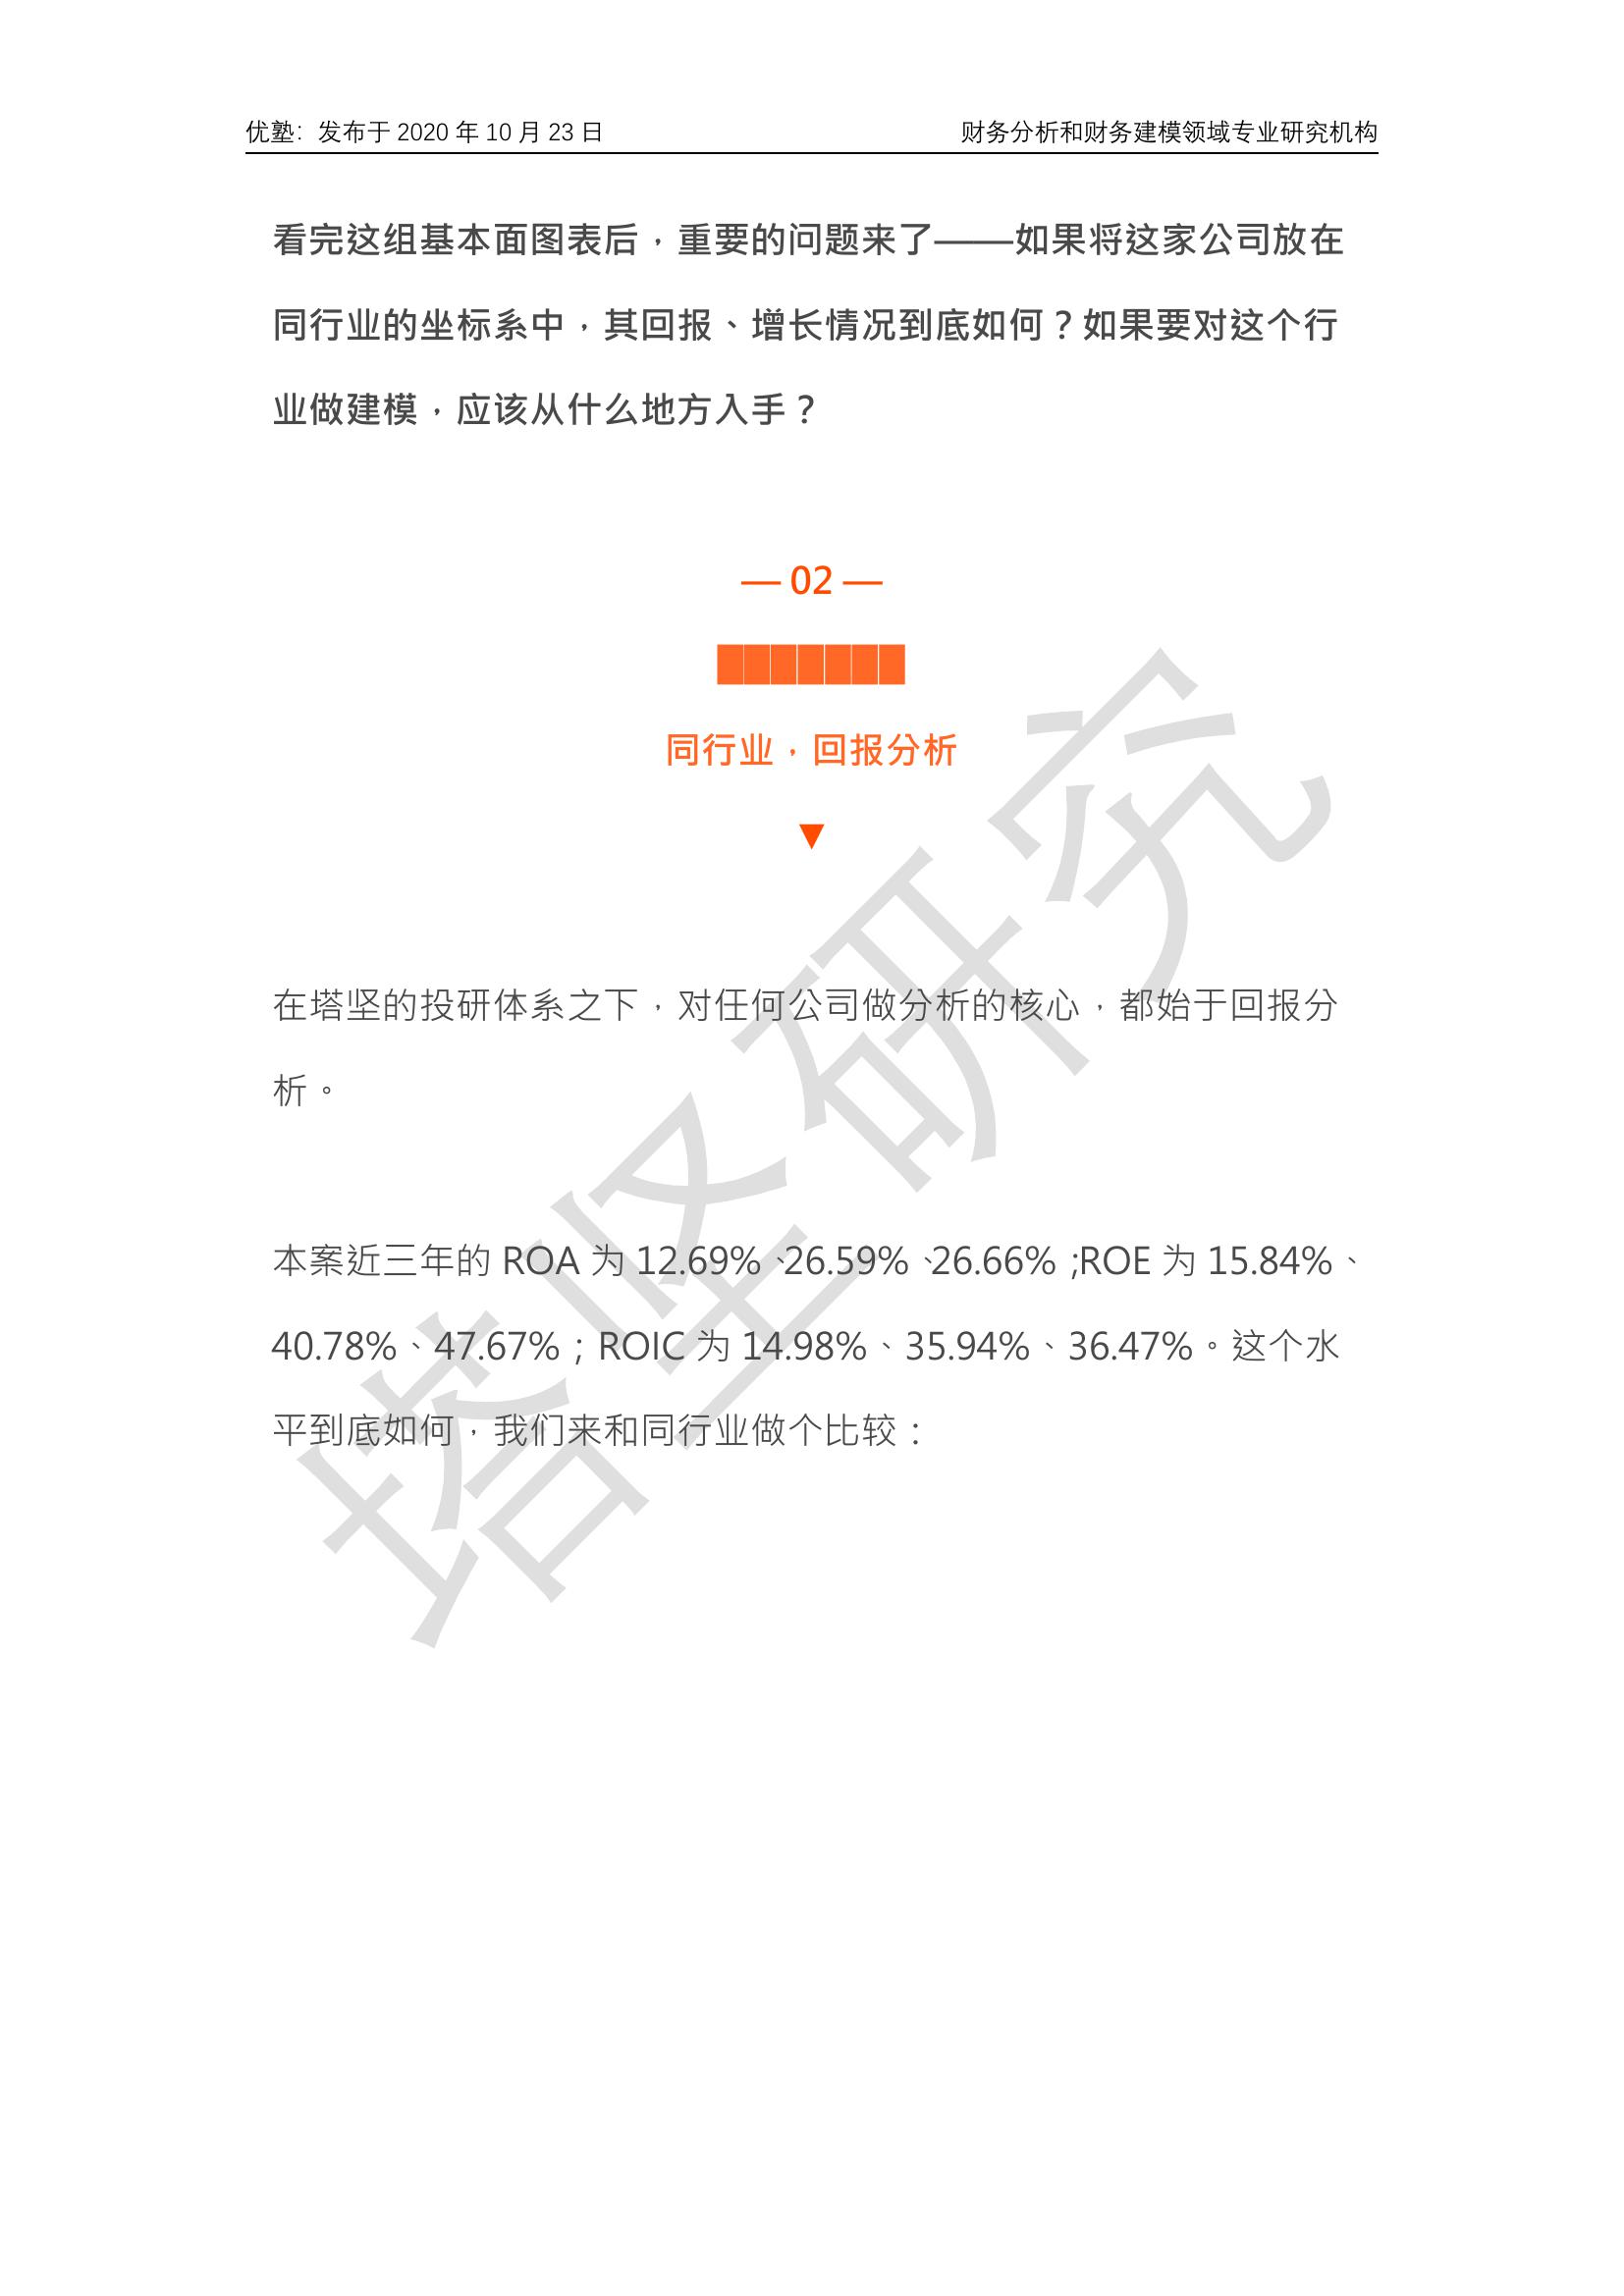 优塾：发布于 2020 年 10 月 23 日 财务分析和财务建模领域专业研究机构
看完这组基本面图表后，重要的问题来了——如果将这家公司放在
同行业的坐标系中，其回报、增长情况到底如何？如果要对这个行
业做建模，应该从什么地方入手？
— 02 —
同行业，回报分析
在塔坚的投研体系之下，对任何公司做分析的核心，都始于回报分
析。
本案近三年的 ROA 为 12.69%、26.59%、26.66%；ROE 为 15.84%、
40.78%、47.67%；ROIC 为 14.98%、35.94%、36.47%。这个水
平到底如何，我们来和同行业做个比较：
塔坚研究